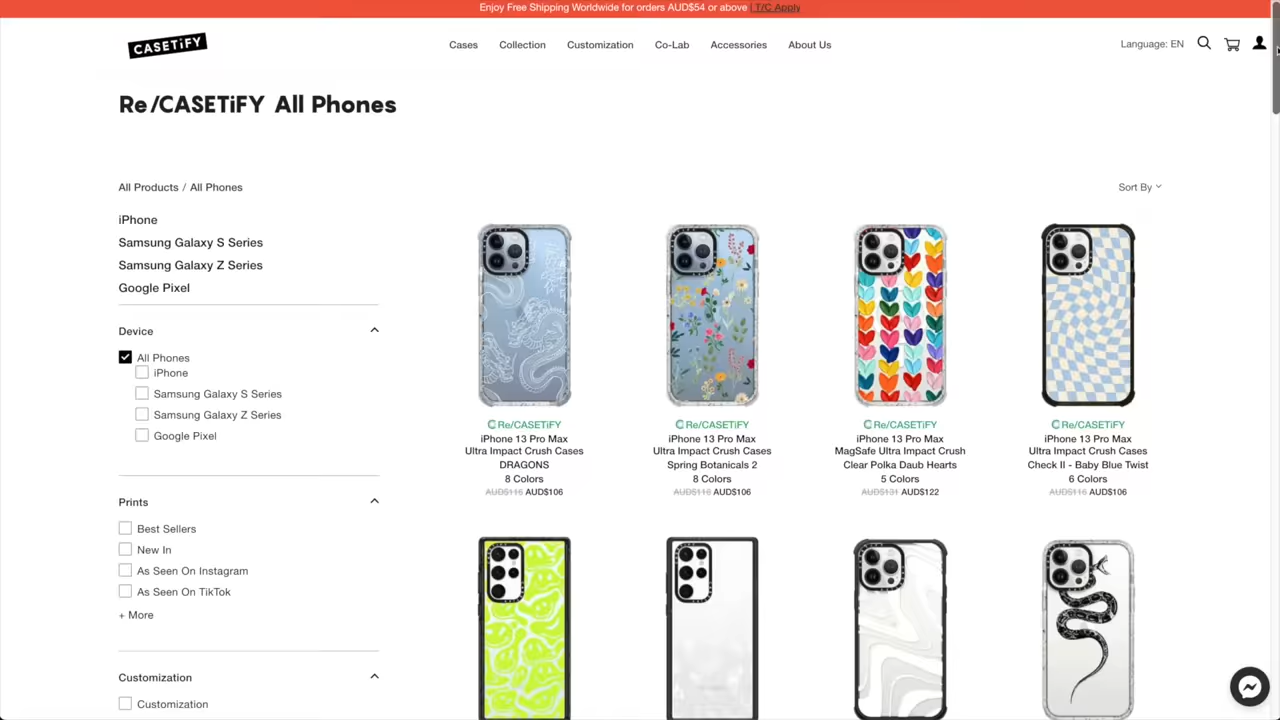 Enjoy Free Shipping Worldwide for orders AUD$54 or above | T/C Apply
CASETiFY
Cases
Collection
Customization
Co-Lab
Accessories
About Us
Language: EN
Re/CASETiFY All Phones
All Products / All Phones
Sort By
iPhone
Samsung Galaxy S Series
Samsung Galaxy Z Series
Google Pixel
Device
All Phones
iPhone
Samsung Galaxy S Series
Samsung Galaxy Z Series
Google Pixel
Prints
Best Sellers
New In
As Seen On Instagram
As Seen On TikTok
+ More
Customization
Customization
Re/CASETiFY
iPhone 13 Pro Max
Ultra Impact Crush Cases
DRAGONS
8 Colors
AUD$116 AUD$106
Re/CASETiFY
iPhone 13 Pro Max
Ultra Impact Crush Cases
Spring Botanicals 2
8 Colors
AUD$116 AUD$106
Re/CASETiFY
iPhone 13 Pro Max
MagSafe Ultra Impact Crush
Clear Polka Daub Hearts
5 Colors
AUD$131 AUD$122
Re/CASETiFY
iPhone 13 Pro Max
Ultra Impact Crush Cases
Check II - Baby Blue Twist
6 Colors
AUD$116 AUD$106